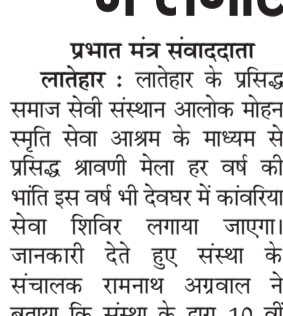 प्रभात मंत्र संवाददाता
लातेहार : लातेहार के प्रसिद्ध
समाज सेवी संस्थान आलोक मोहन
स्मृति सेवा आश्रम के माध्यम से
प्रसिद्ध श्रावणी मेला हर वर्ष की
भांति इस वर्ष भी देवघर में कांवरिया
सेवा शिविर लगाया जाएगा।
जानकारी देते हुए संस्था के
संचालक रामनाथ अग्रवाल ने
बताया कि संस्था के द्वारा 10 वीं